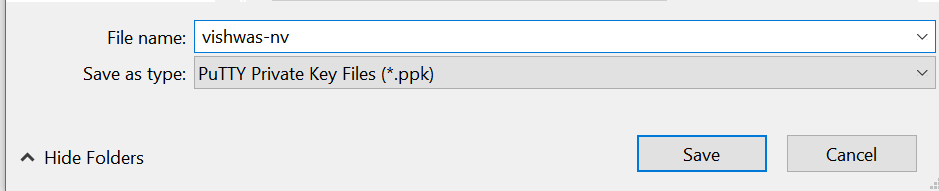 File name: vishwas-nv
Save as type: PuTTY Private Key Files (*.ppk)
Hide Folders Save Cancel